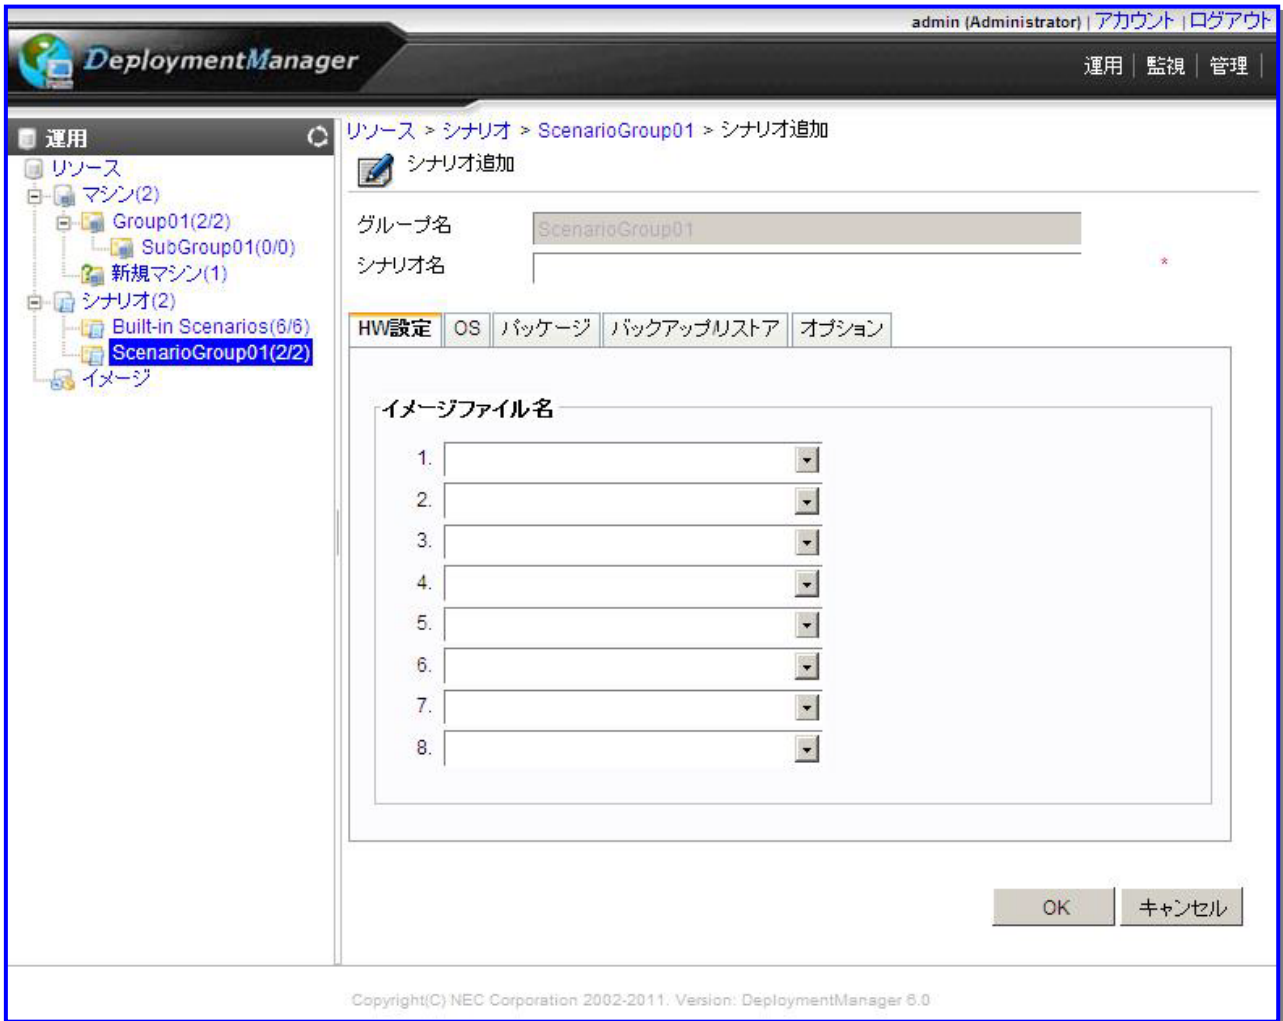 admin (Administrator) | アカウント | ログアウト
DeploymentManager
運用 | 監視 | 管理 |
運用
リソース
マシン(2)
Group01(2/2)
SubGroup01(0/0)
新規マシン(1)
シナリオ(2)
Built-in Scenarios(6/6)
ScenarioGroup01(2/2)
イメージ
リソース > シナリオ > ScenarioGroup01 > シナリオ追加
シナリオ追加
グループ名 ScenarioGroup01
シナリオ名 *
HW設定 OS パッケージ バックアップ/リストア オプション
イメージファイル名
1.
2.
3.
4.
5.
6.
7.
8.
OK キャンセル
Copyright(C) NEC Corporation 2002-2011. Version: DeploymentManager 6.0